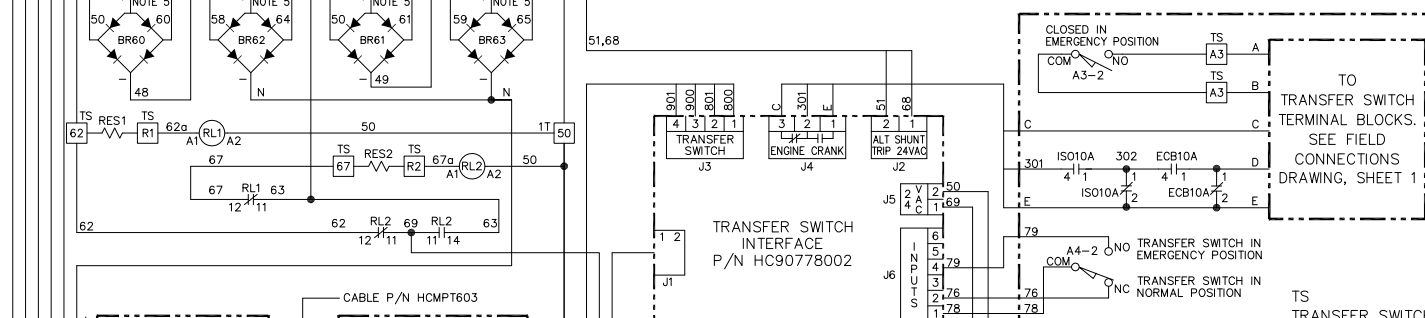 NOTE 5
NOTE 5
NOTE 5
NOTE 5
50 60
58 64
50 61
59 65
BR60
BR62
BR61
BR63
48
N
49
N
51,68
CLOSED IN
EMERGENCY POSITION
COM
NO
A3-2
TS
A3
A
TS
A3
B
TO
TRANSFER SWITCH
TERMINAL BLOCKS.
SEE FIELD
CONNECTIONS
DRAWING, SHEET 1
TS
62
RES1
TS
R1
62a
A1
RL1
A2
50
1T
50
67
TS
67
RES2
TS
R2
67a
A1
RL2
A2
50
67
RL1
63
12 11
62
62
RL2
12 11
69
RL2
11 14
63
901
900
801
800
4 3 2 1
TRANSFER
SWITCH
J3
C
301
E
3 2 1
ENGINE CRANK
J4
51
68
2 1
ALT SHUNT
TRIP 24VAC
J2
C
C
301
ISO10A
4 1
302
ECB10A
4 1
D
ISO10A
1
2
ECB10A
1
2
E
E
J5
24
VAC
2
1
50
69
TRANSFER SWITCH
INTERFACE
P/N HC90778002
1 2
J1
J6
INPUTS
6
5
4
3
2
1
79
76
78
79
76
78
A4-2
NO
TRANSFER SWITCH IN
EMERGENCY POSITION
COM
NC
TRANSFER SWITCH IN
NORMAL POSITION
CABLE P/N HCMPT603
TS
TRANSFER SWITCH